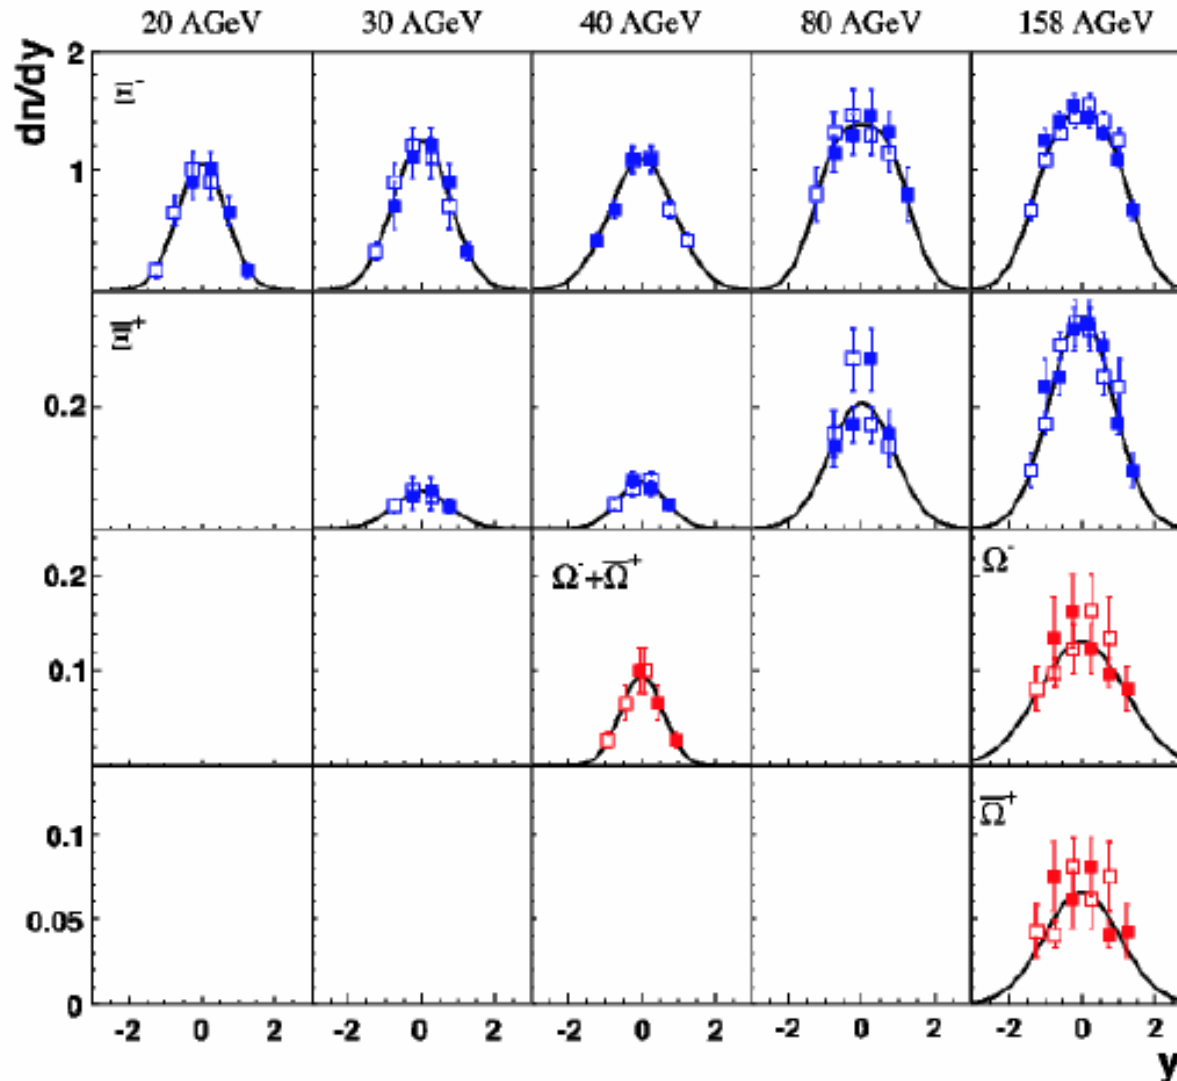 20 AGeV 30 AGeV 40 AGeV 80 AGeV 158 AGeV
dn/dy
2
Ξ⁻
1
Ξ̅⁺
0.2
Ω⁻+Ω̅⁺ Ω⁻
0.2
0.1
Ω̅⁺
0.1
0.05
0
-2 0 2 -2 0 2 -2 0 2 -2 0 2 -2 0 2
y